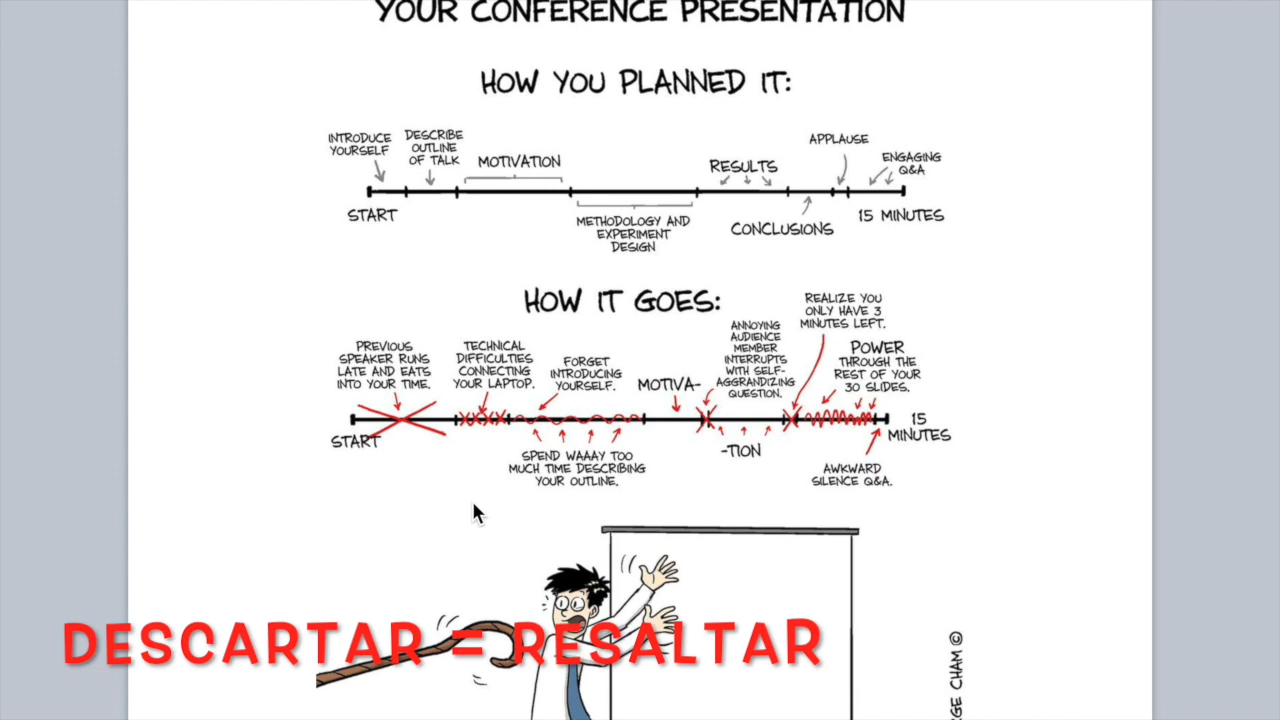 YOUR CONFERENCE PRESENTATION
HOW YOU PLANNED IT:
INTRODUCE
YOURSELF
DESCRIBE
OUTLINE
OF TALK
MOTIVATION
METHODOLOGY AND
EXPERIMENT
DESIGN
RESULTS
CONCLUSIONS
APPLAUSE
ENGAGING
Q&A
START
15 MINUTES
HOW IT GOES:
PREVIOUS
SPEAKER RUNS
LATE AND EATS
INTO YOUR TIME.
TECHNICAL
DIFFICULTIES
CONNECTING
YOUR LAPTOP.
FORGET
INTRODUCING
YOURSELF.
SPEND WAAAY TOO
MUCH TIME DESCRIBING
YOUR OUTLINE.
MOTIVA-
ANNOYING
AUDIENCE
MEMBER
INTERRUPTS
WITH SELF-
AGGRANDIZING
QUESTION.
-TION
REALIZE YOU
ONLY HAVE 3
MINUTES LEFT.
POWER
THROUGH THE
REST OF YOUR
30 SLIDES.
AWKWARD
SILENCE Q&A.
START
15
MINUTES
DESCARTAR = RESALTAR
GE CHAM ©